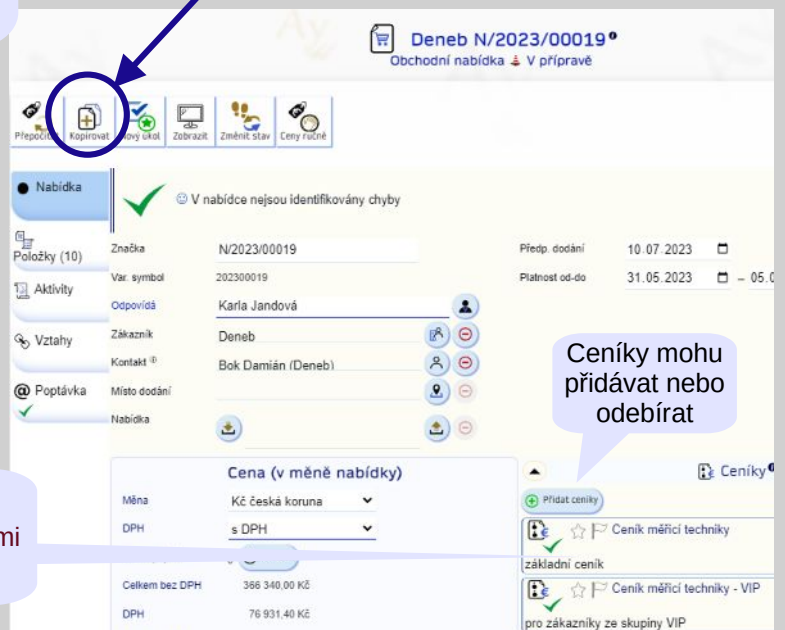 Deneb N/2023/00019
Obchodní nabídka V přípravě
Přepočítat Kopírovat Nový úkol Zobrazit Změnit stav Ceny ručně
Nabídka
Položky (10)
Aktivity
Vztahy
@ Poptávka
V nabídce nejsou identifikovány chyby
Značka N/2023/00019
Var. symbol 202300019
Odpovídá Karla Jandová
Zákazník Deneb
Kontakt Bok Damián (Deneb)
Místo dodání
Nabídka
Předp. dodání 10.07.2023
Platnost od-do 31.05.2023 – 05.0
Ceníky mohu
přidávat nebo
odebírat
mi
Cena (v měně nabídky)
Měna Kč česká koruna
DPH s DPH
Celkem bez DPH 366 340,00 Kč
DPH 76 931,40 Kč
Ceníky
Přidat ceníky
Ceník měřicí techniky
základní ceník
Ceník měřicí techniky - VIP
pro zákazníky ze skupiny VIP